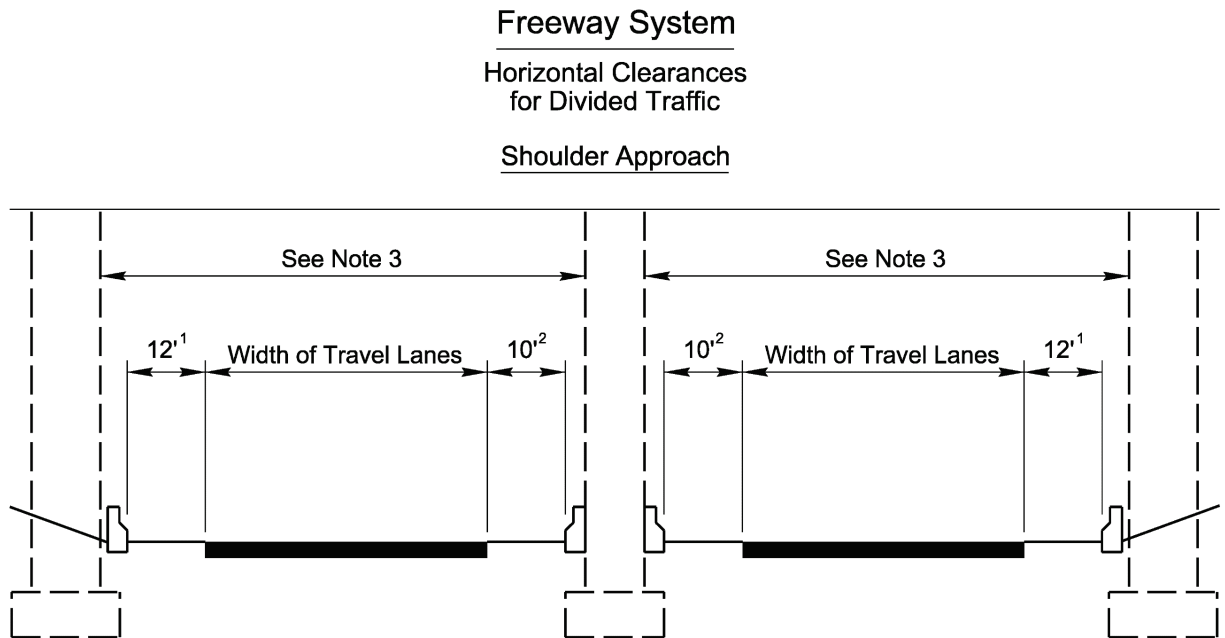 Freeway System
Horizontal Clearances
for Divided Traffic
Shoulder Approach
See Note 3 See Note 3
12'¹ Width of Travel Lanes 10'² 10'² Width of Travel Lanes 12'¹